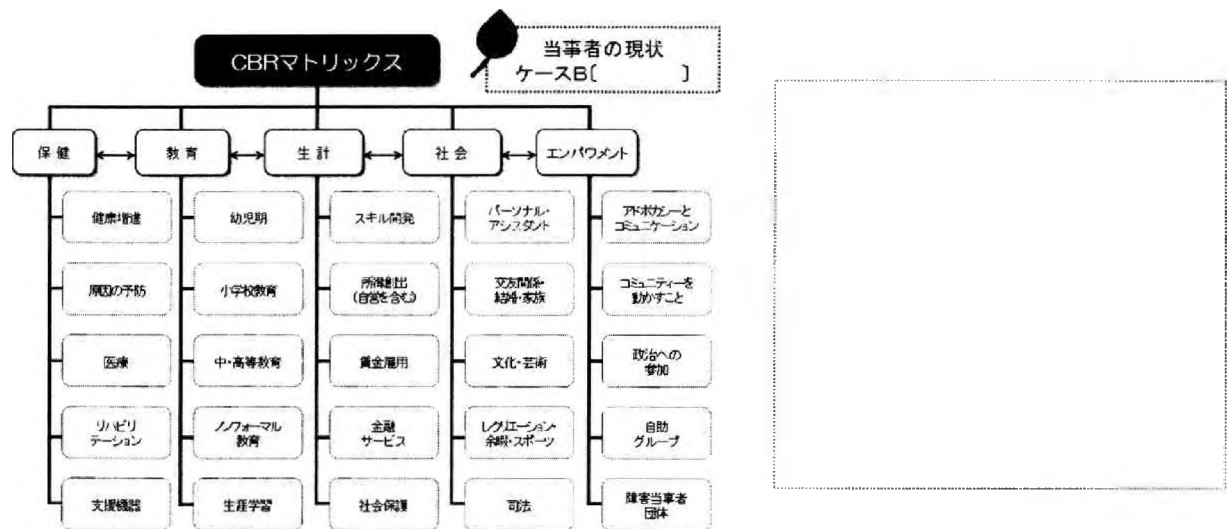 CBRマトリックス
当事者の現状
ケースB〔 〕
保健
教育
生計
社会
エンパワメント
健康増進
幼児期
スキル開発
パーソナル・
アシスタント
アドボカシーと
コミュニケーション
原因の予防
小学校教育
所得創出
(自営を含む)
交友関係・
結婚・家族
コミュニティーを
動かすこと
医療
中・高等教育
賃金雇用
文化・芸術
政治への
参加
リハビリ
テーション
ノンフォーマル
教育
金融
サービス
レクリエーション・
余暇・スポーツ
自助
グループ
支援機器
生涯学習
社会保護
司法
障害当事者
団体